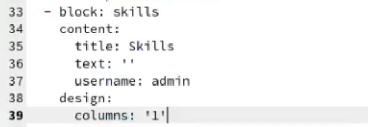 33 - block: skills
34 content:
35 title: Skills
36 text: ''
37 username: admin
38 design:
39 columns: '1'